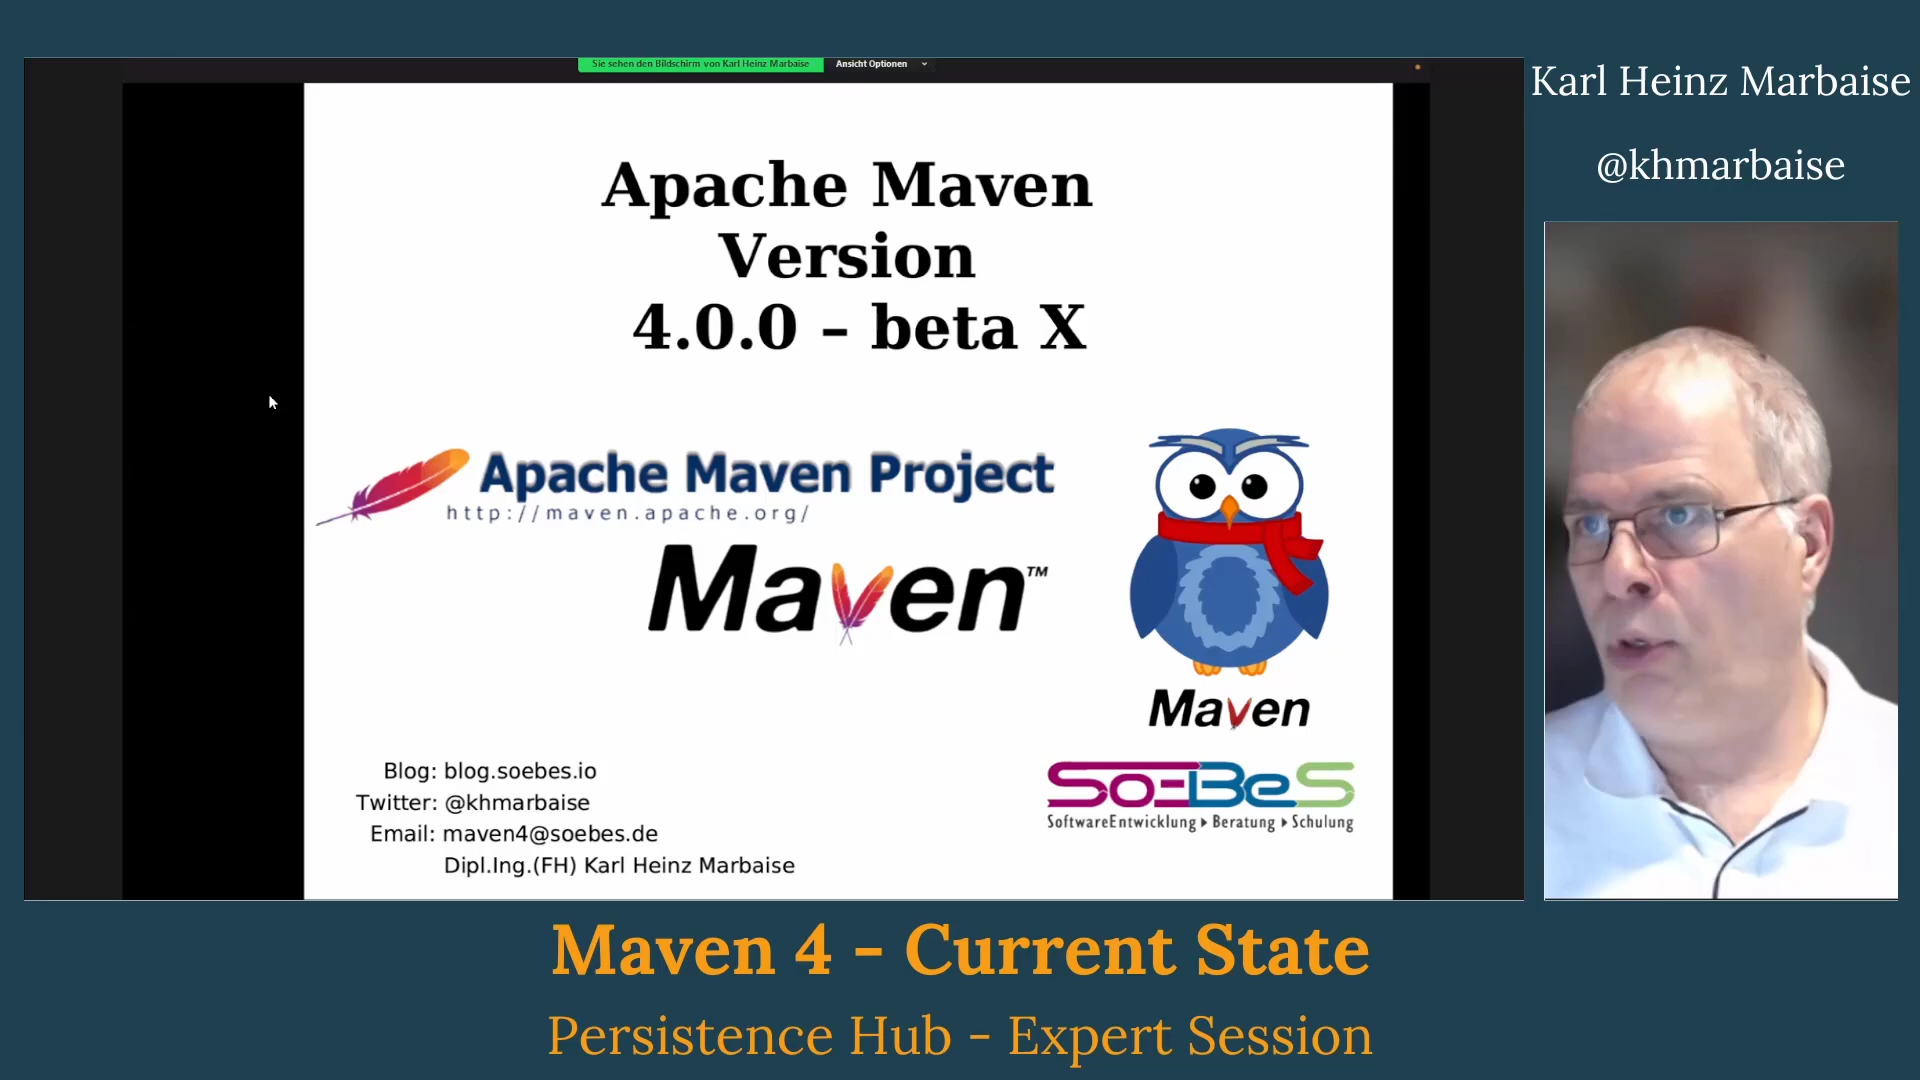 Sie sehen den Bildschirm von Karl Heinz Marbaise
Ansicht Optionen
Karl Heinz Marbaise
@khmarbaise
Apache Maven
Version
4.0.0 – beta X
Apache Maven Project
http://maven.apache.org/
Maven™
Maven
SoEBeS
SoftwareEntwicklung Beratung Schulung
Blog: blog.soebes.io
Twitter: @khmarbaise
Email: maven4@soebes.de
Dipl.Ing.(FH) Karl Heinz Marbaise
Maven 4 - Current State
Persistence Hub - Expert Session